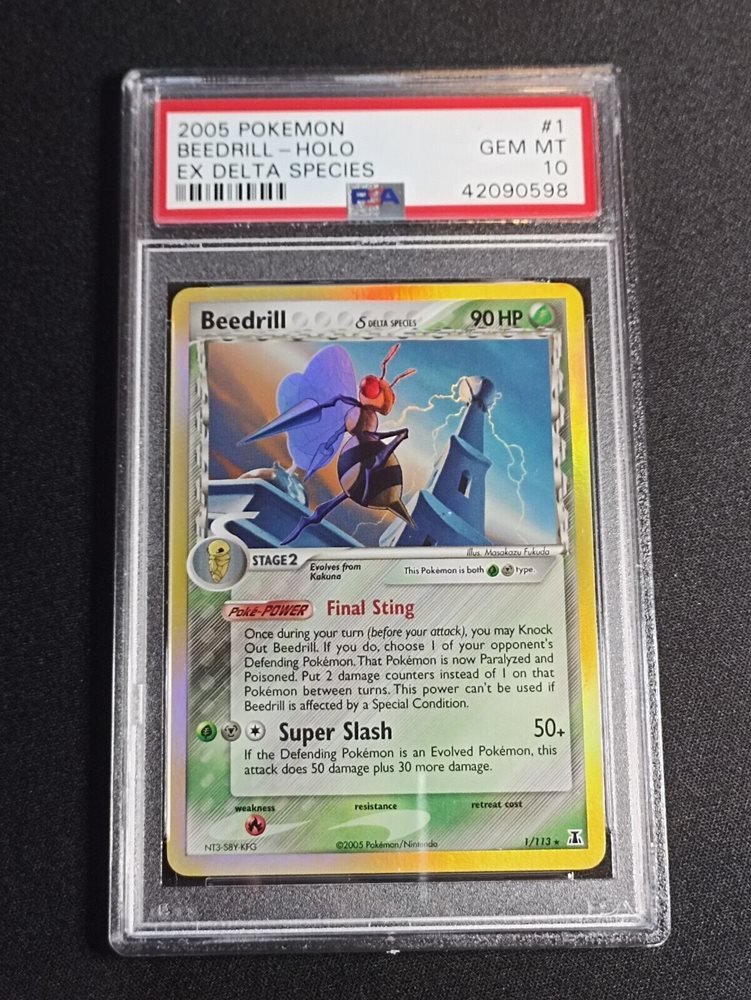 2005 POKEMON #1
BEEDRILL-HOLO GEM MT
EX DELTA SPECIES 10
PSA 42090598
Beedrill δ DELTA SPECIES 90 HP
Illus. Masakazu Fukuda
STAGE 2 Evolves from
Kakuna
This Pokémon is both type.
Poké-POWER Final Sting
Once during your turn (before your attack), you may Knock
Out Beedrill. If you do, choose 1 of your opponent's
Defending Pokémon. That Pokémon is now Paralyzed and
Poisoned. Put 2 damage counters instead of 1 on that
Pokémon between turns. This power can't be used if
Beedrill is affected by a Special Condition.
Super Slash 50+
If the Defending Pokémon is an Evolved Pokémon, this
attack does 50 damage plus 30 more damage.
weakness resistance retreat cost
NT3-S8Y-KFG ©2005 Pokémon/Nintendo 1/113 ★